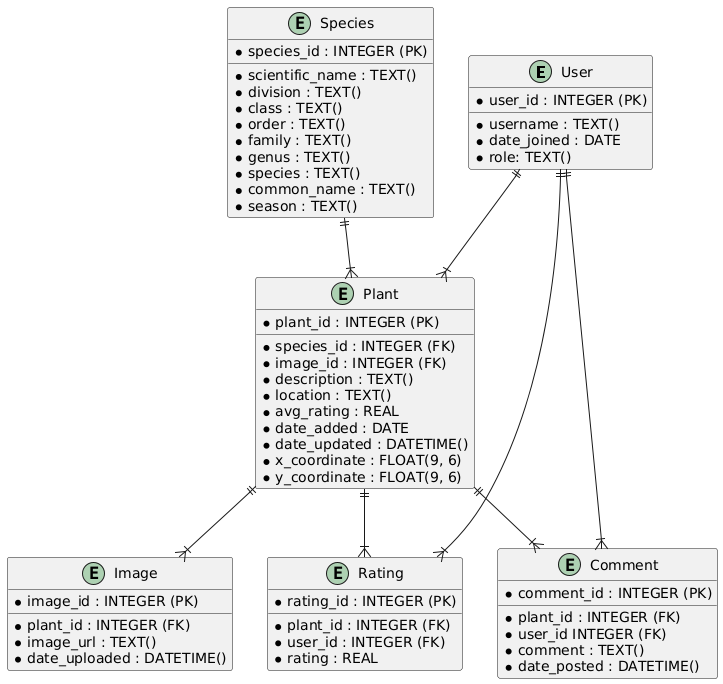 E Species
* species_id : INTEGER (PK)
* scientific_name : TEXT()
* division : TEXT()
* class : TEXT()
* order : TEXT()
* family : TEXT()
* genus : TEXT()
* species : TEXT()
* common_name : TEXT()
* season : TEXT()
E User
* user_id : INTEGER (PK)
* username : TEXT()
* date_joined : DATE
* role: TEXT()
E Plant
* plant_id : INTEGER (PK)
* species_id : INTEGER (FK)
* image_id : INTEGER (FK)
* description : TEXT()
* location : TEXT()
* avg_rating : REAL
* date_added : DATE
* date_updated : DATETIME()
* x_coordinate : FLOAT(9, 6)
* y_coordinate : FLOAT(9, 6)
E Image
* image_id : INTEGER (PK)
* plant_id : INTEGER (FK)
* image_url : TEXT()
* date_uploaded : DATETIME()
E Rating
* rating_id : INTEGER (PK)
* plant_id : INTEGER (FK)
* user_id : INTEGER (FK)
* rating : REAL
E Comment
* comment_id : INTEGER (PK)
* plant_id : INTEGER (FK)
* user_id INTEGER (FK)
* comment : TEXT()
* date_posted : DATETIME()